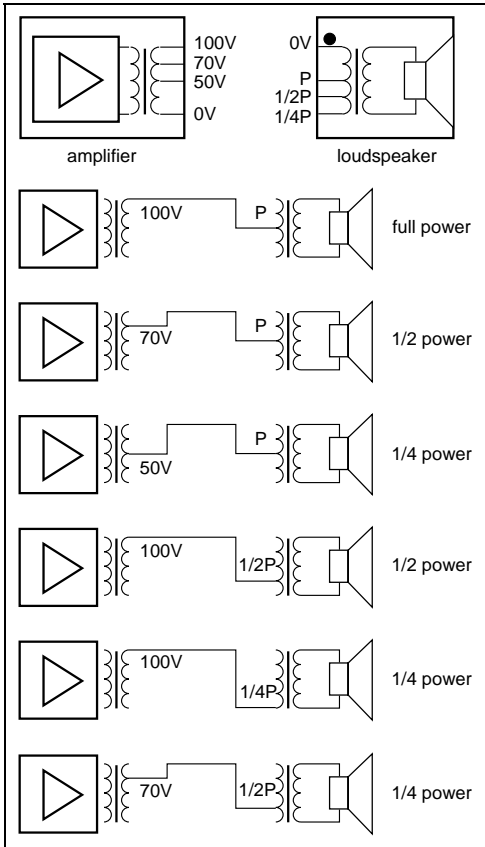 100V
70V
50V
0V
amplifier
0V
P
1/2P
1/4P
loudspeaker
100V P full power
70V P 1/2 power
50V P 1/4 power
100V 1/2P 1/2 power
100V 1/4P 1/4 power
70V 1/2P 1/4 power